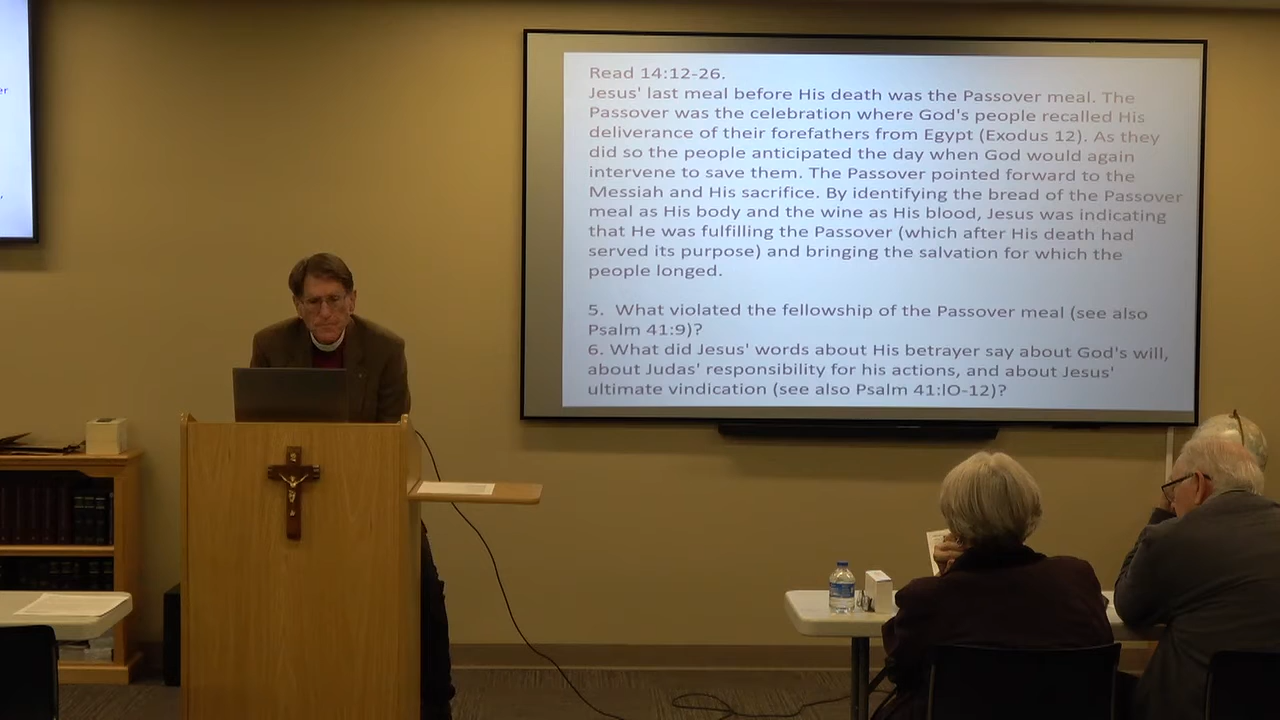 Read 14:12-26.
Jesus' last meal before His death was the Passover meal. The
Passover was the celebration where God's people recalled His
deliverance of their forefathers from Egypt (Exodus 12). As they
did so the people anticipated the day when God would again
intervene to save them. The Passover pointed forward to the
Messiah and His sacrifice. By identifying the bread of the Passover
meal as His body and the wine as His blood, Jesus was indicating
that He was fulfilling the Passover (which after His death had
served its purpose) and bringing the salvation for which the
people longed.
5. What violated the fellowship of the Passover meal (see also
Psalm 41:9)?
6. What did Jesus' words about His betrayer say about God's will,
about Judas' responsibility for his actions, and about Jesus'
ultimate vindication (see also Psalm 41:lO-12)?